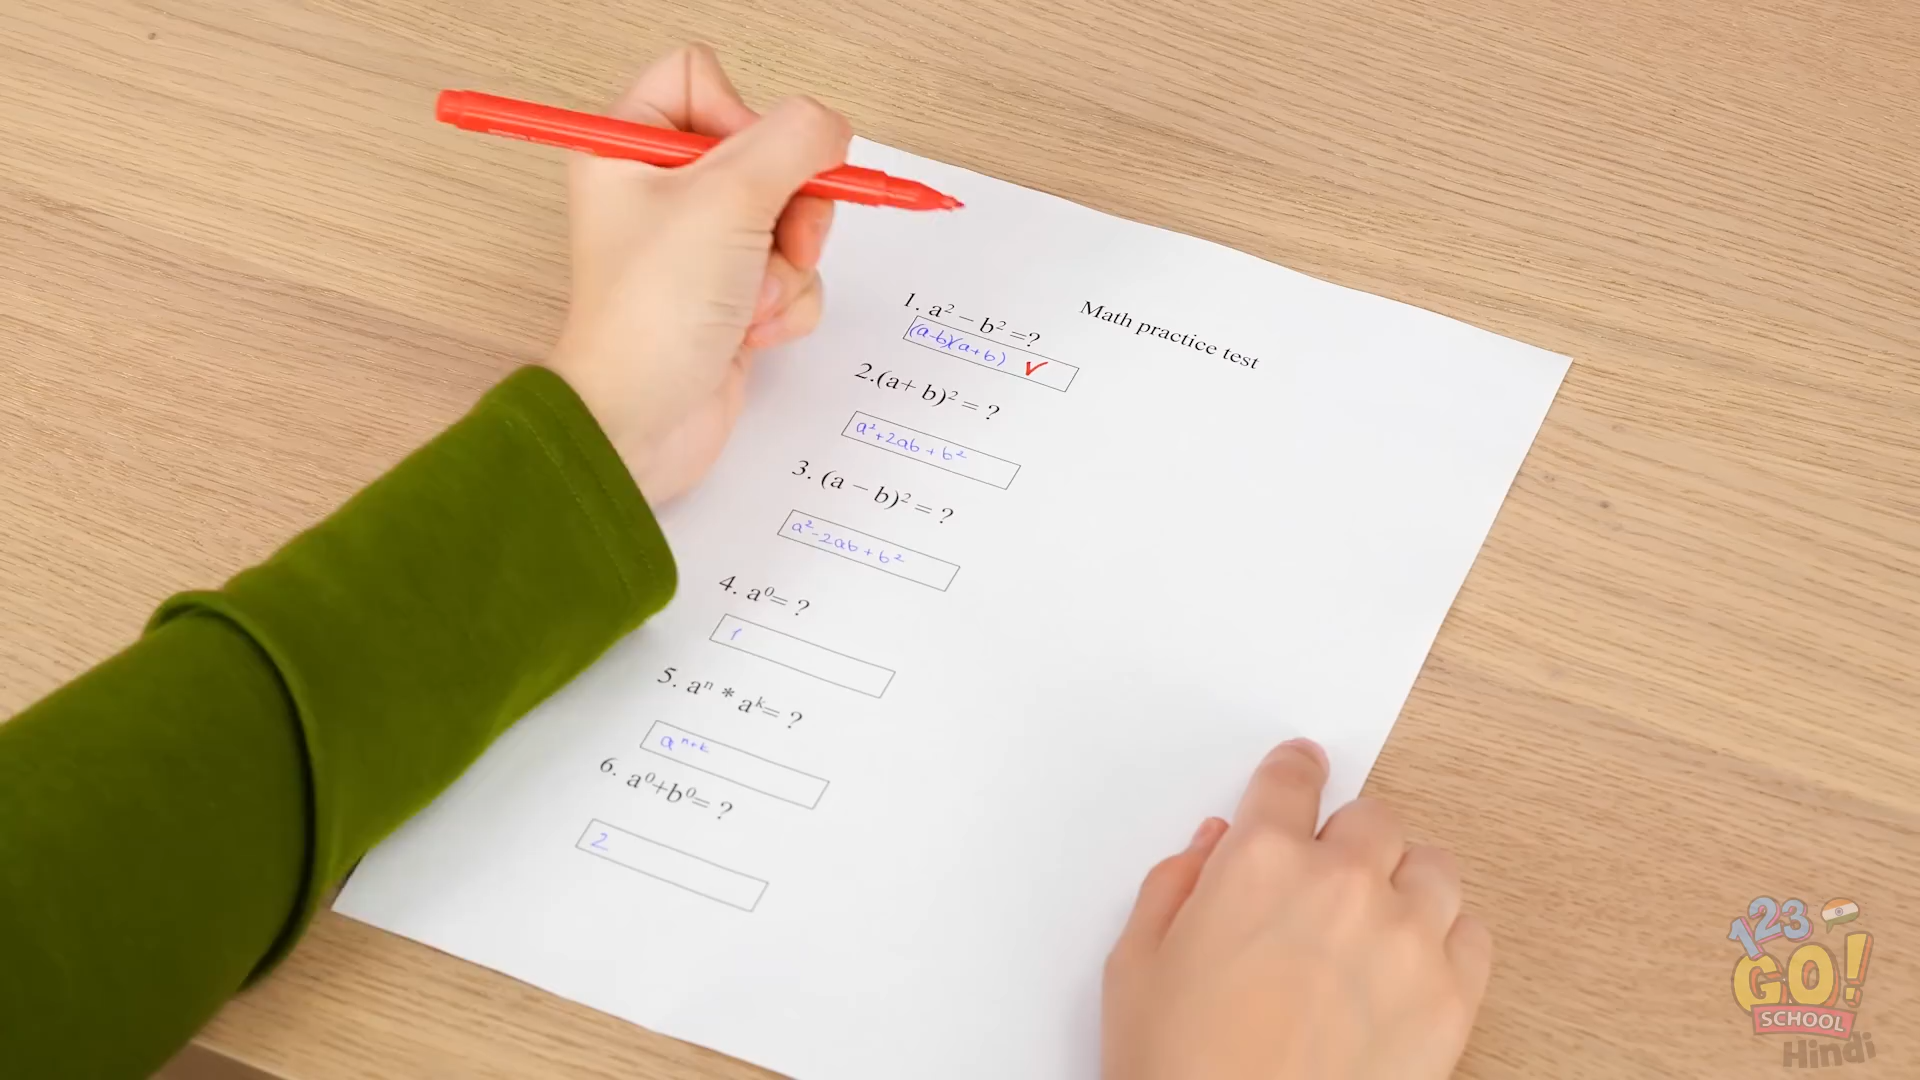 Math practice test
1. a² − b² =?
(a-b)(a+b) ✓
2.(a+ b)² = ?
a²+2ab+b²
3. (a − b)² = ?
a²-2ab+b²
4. a⁰= ?
1
5. aⁿ * aᵏ= ?
aⁿ⁺ᵏ
6. a⁰+b⁰= ?
2
123
GO!
SCHOOL
Hindi